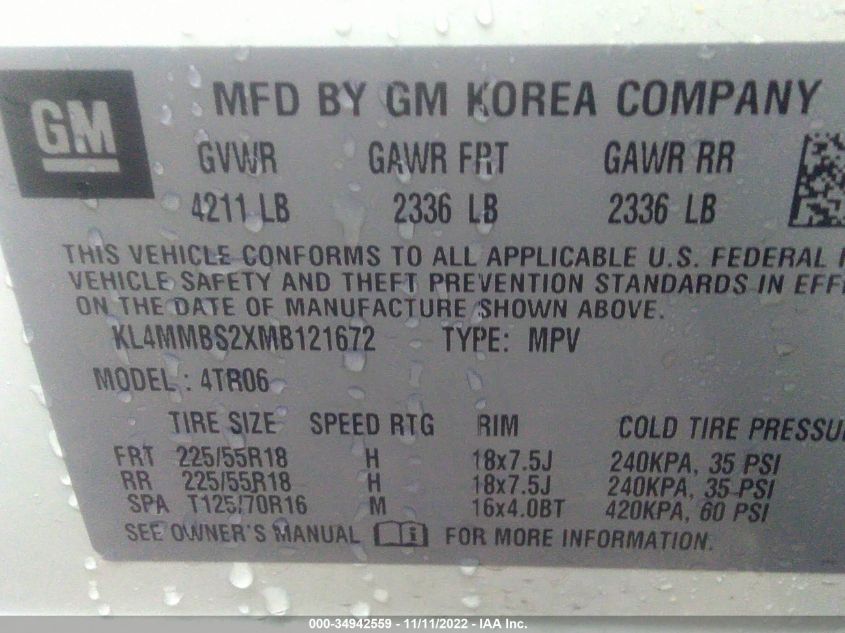 GM
MFD BY GM KOREA COMPANY
GVWR GAWR FRT GAWR RR
4211 LB 2336 LB 2336 LB
THIS VEHICLE CONFORMS TO ALL APPLICABLE U.S. FEDERAL
VEHICLE SAFETY AND THEFT PREVENTION STANDARDS IN EFF
ON THE DATE OF MANUFACTURE SHOWN ABOVE.
KL4MMBS2XMB121672 TYPE: MPV
MODEL: 4TR06
TIRE SIZE SPEED RTG RIM COLD TIRE PRESSU
FRT 225/55R18 H 18x7.5J 240KPA, 35 PSI
RR 225/55R18 H 18x7.5J 240KPA, 35 PSI
SPA T125/70R16 M 16x4.0BT 420KPA, 60 PSI
SEE OWNER'S MANUAL FOR MORE INFORMATION.
000-34942559 - 11/11/2022 - IAA Inc.